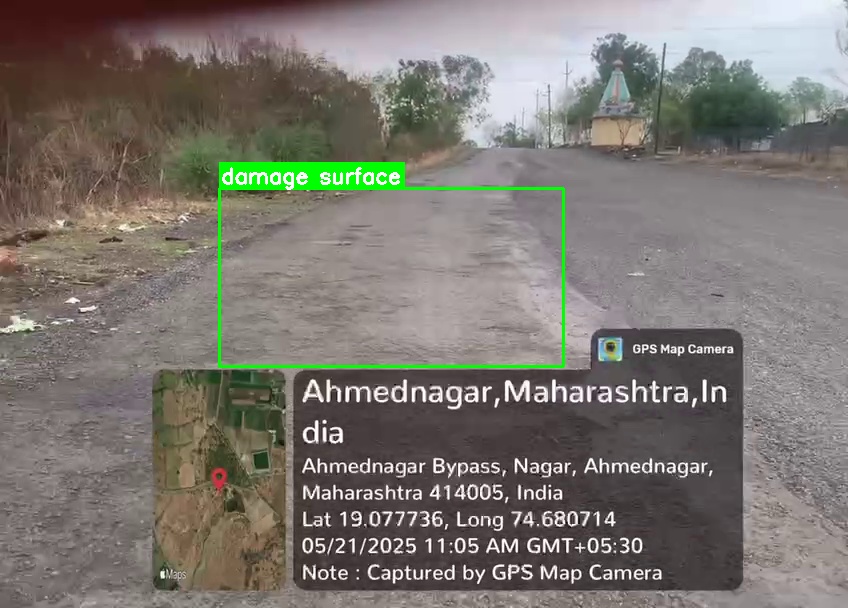 damage surface
GPS Map Camera
Ahmednagar,Maharashtra,In
dia
Ahmednagar Bypass, Nagar, Ahmednagar,
Maharashtra 414005, India
Lat 19.077736, Long 74.680714
05/21/2025 11:05 AM GMT+05:30
Note : Captured by GPS Map Camera
Maps